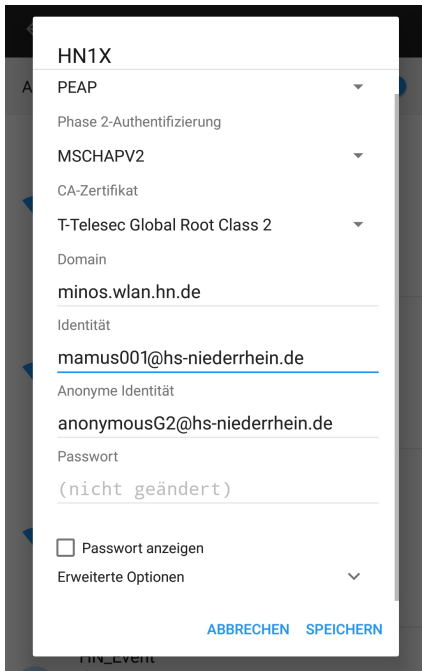 HN1X
PEAP
Phase 2-Authentifizierung
MSCHAPV2
CA-Zertifikat
T-Telesec Global Root Class 2
Domain
minos.wlan.hn.de
Identität
mamus001@hs-niederrhein.de
Anonyme Identität
anonymousG2@hs-niederrhein.de
Passwort
(nicht geändert)
Passwort anzeigen
Erweiterte Optionen
ABBRECHEN SPEICHERN
HN_Event